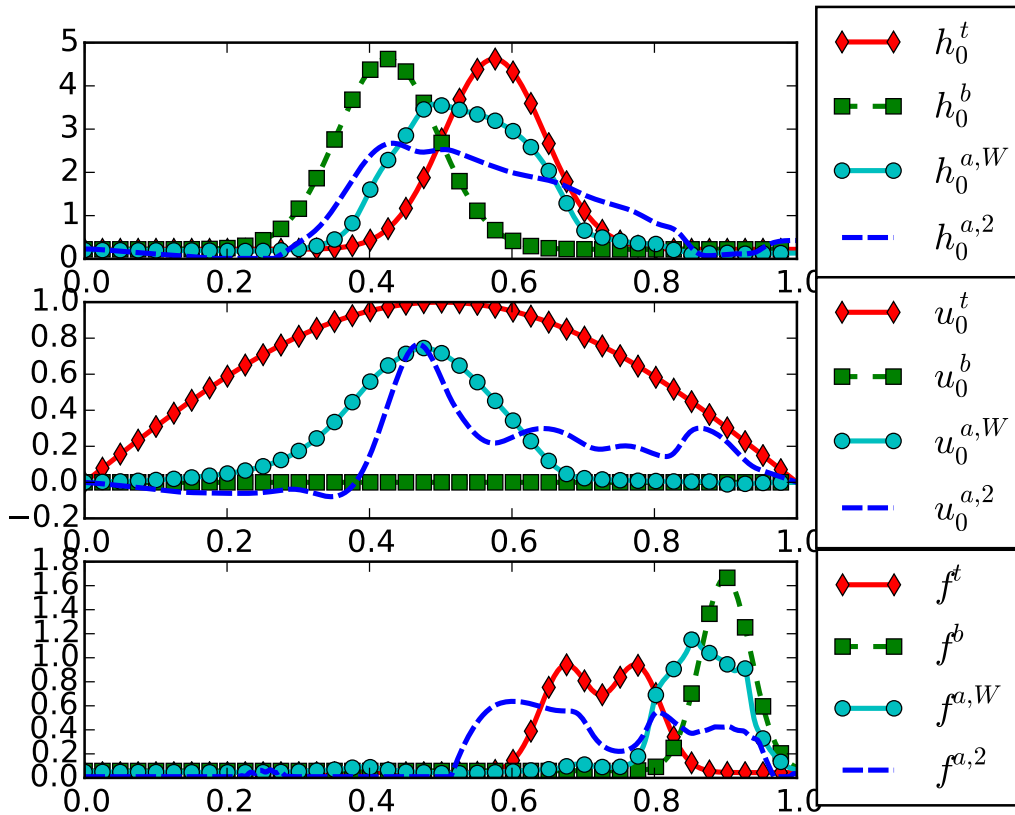 5
4
3
2
1
0
0.0 0.2 0.4 0.6 0.8 1.0
h_0^t
h_0^b
h_0^{a,W}
h_0^{a,2}
1.0
0.8
0.6
0.4
0.2
0.0
−0.2
0.0 0.2 0.4 0.6 0.8 1.0
u_0^t
u_0^b
u_0^{a,W}
u_0^{a,2}
1.8
1.6
1.4
1.2
1.0
0.8
0.6
0.4
0.2
0.0
0.0 0.2 0.4 0.6 0.8 1.0
f^t
f^b
f^{a,W}
f^{a,2}